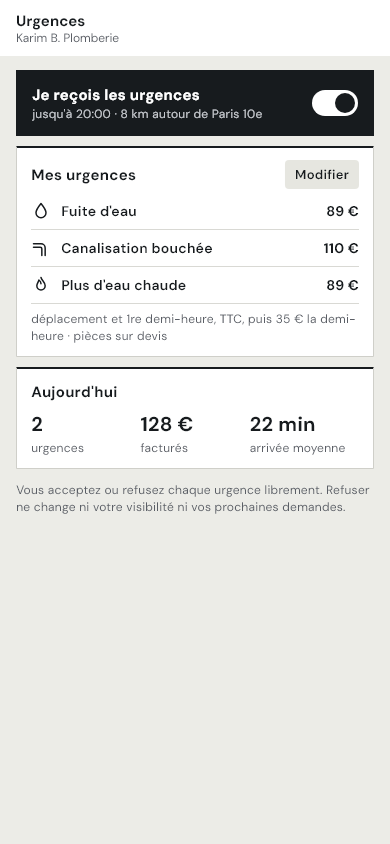 Urgences
Karim B. Plomberie
Je reçois les urgences
jusqu'à 20:00 · 8 km autour de Paris 10e
Mes urgences
Modifier
Fuite d'eau 89 €
Canalisation bouchée 110 €
Plus d'eau chaude 89 €
déplacement et 1re demi-heure, TTC, puis 35 € la demi-
heure · pièces sur devis
Aujourd'hui
2 128 € 22 min
urgences facturés arrivée moyenne
Vous acceptez ou refusez chaque urgence librement. Refuser
ne change ni votre visibilité ni vos prochaines demandes.